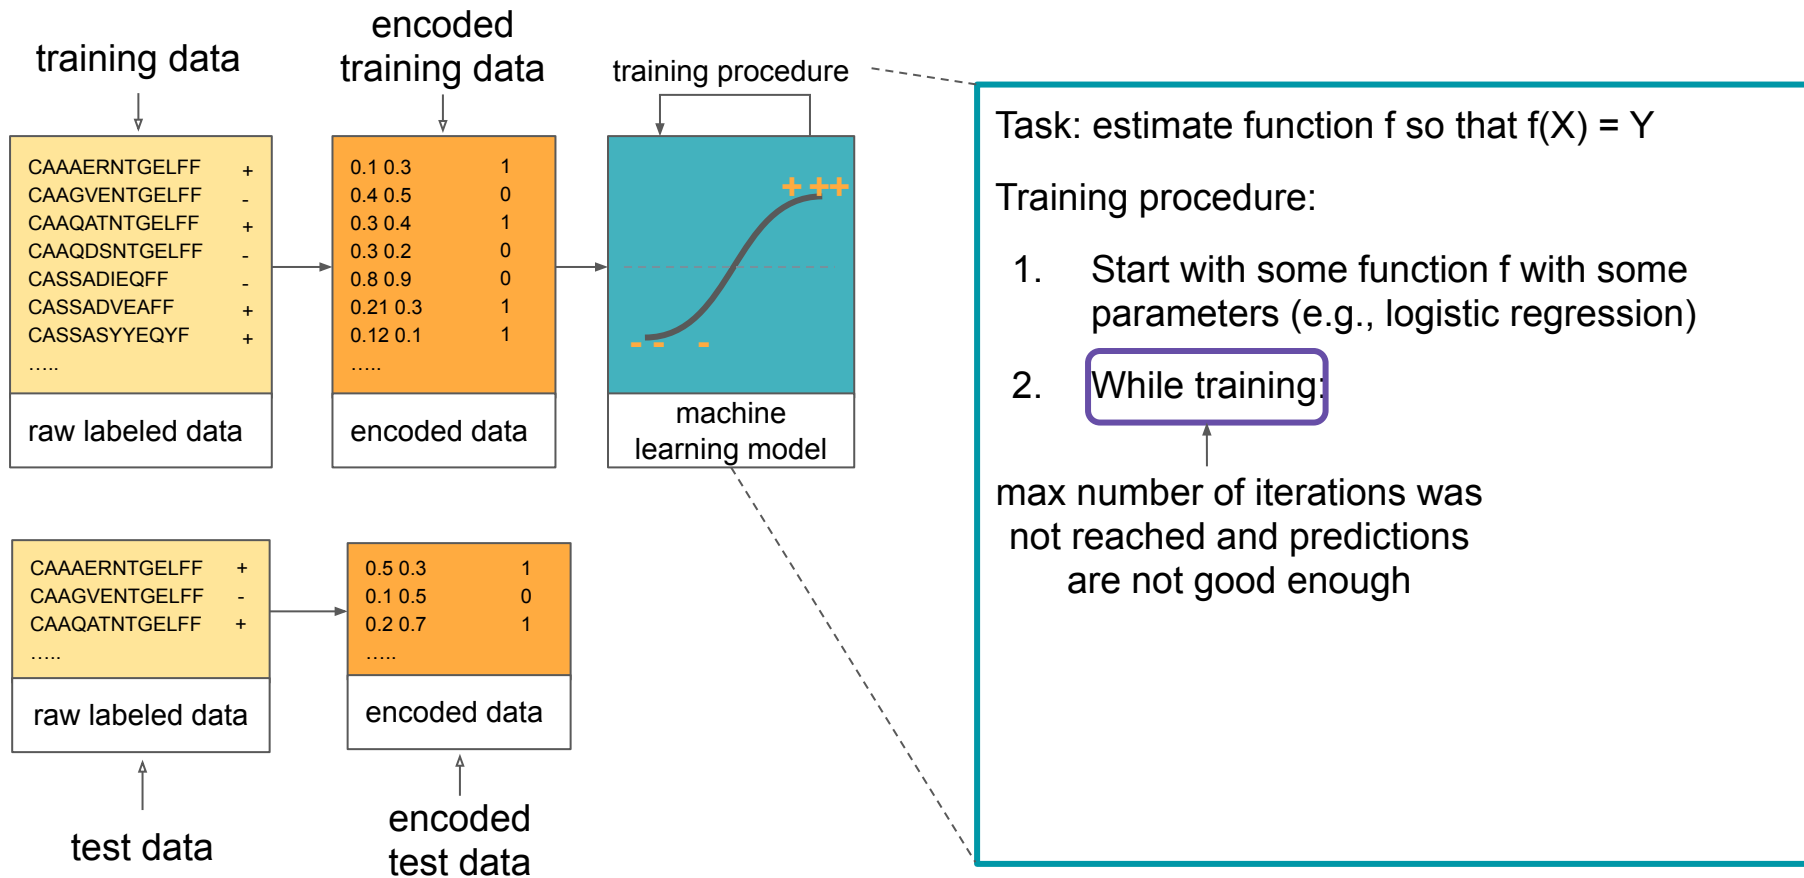 training data
encoded
training data
training procedure
CAAAERNTGELFF +
CAAGVENTGELFF -
CAAQATNTGELFF +
CAAQDSNTGELFF -
CASSADIEQFF -
CASSADVEAFF +
CASSASYYEQYF +
…..
raw labeled data
0.1 0.3 1
0.4 0.5 0
0.3 0.4 1
0.3 0.2 0
0.8 0.9 0
0.21 0.3 1
0.12 0.1 1
…..
encoded data
+ ++
- - -
machine
learning model
CAAAERNTGELFF +
CAAGVENTGELFF -
CAAQATNTGELFF +
…..
raw labeled data
test data
0.5 0.3 1
0.1 0.5 0
0.2 0.7 1
…..
encoded data
encoded
test data
Task: estimate function f so that f(X) = Y
Training procedure:
1. Start with some function f with some
parameters (e.g., logistic regression)
2. While training:
max number of iterations was
not reached and predictions
are not good enough